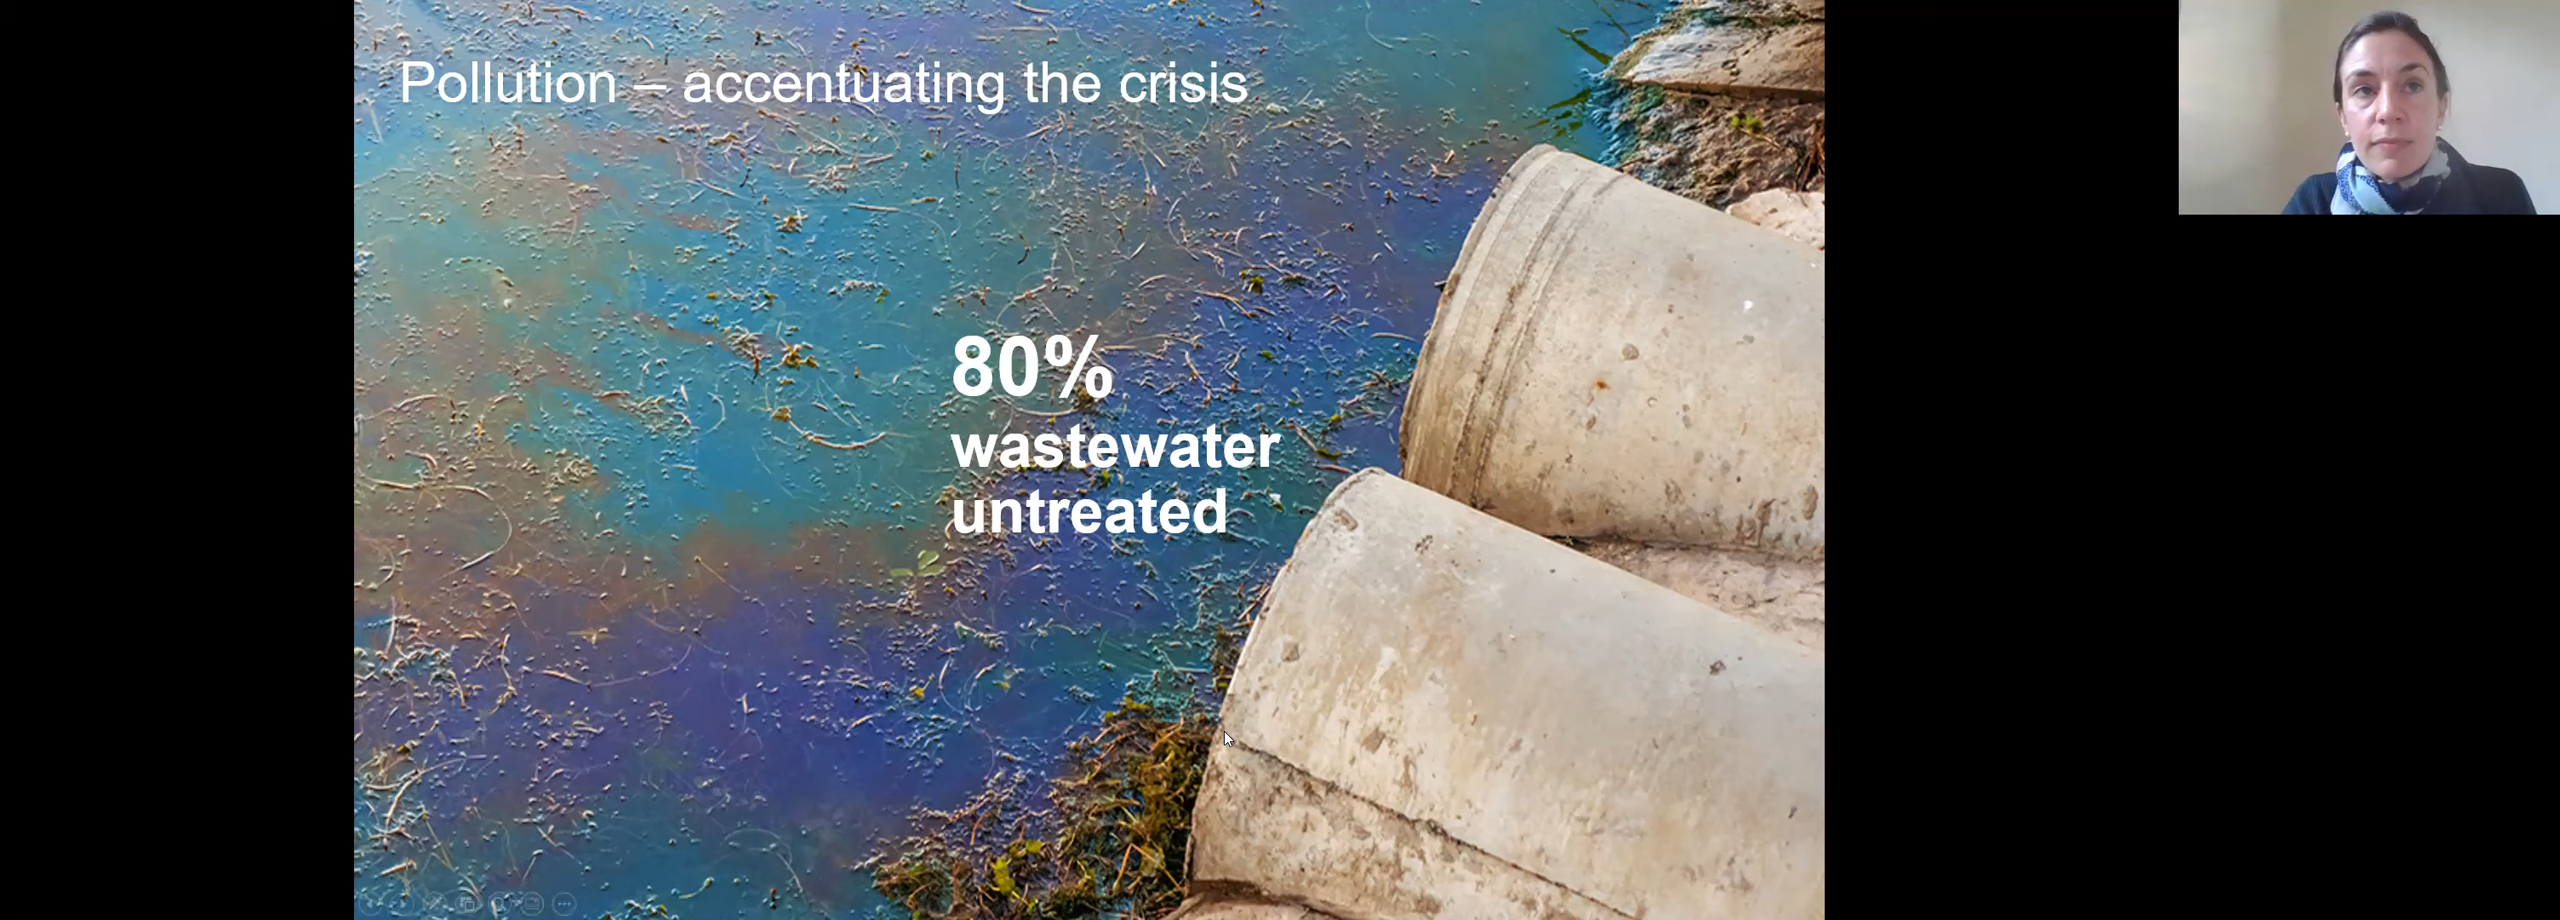 Pollution – accentuating the crisis
80%
wastewater
untreated